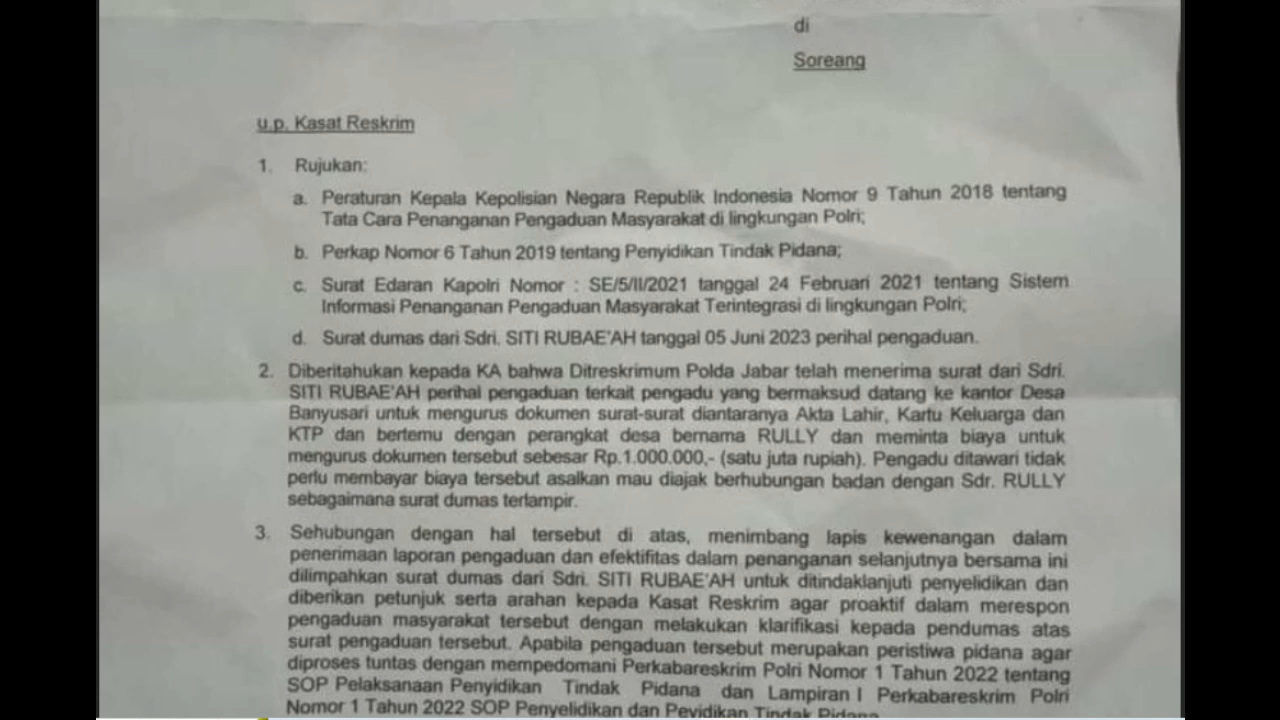 di
Soreang
u.p. Kasat Reskrim
1. Rujukan:
a. Peraturan Kepala Kepolisian Negara Republik Indonesia Nomor 9 Tahun 2018 tentang
Tata Cara Penanganan Pengaduan Masyarakat di lingkungan Polri;
b. Perkap Nomor 6 Tahun 2019 tentang Penyidikan Tindak Pidana;
c. Surat Edaran Kapolri Nomor : SE/5/II/2021 tanggal 24 Februari 2021 tentang Sistem
Informasi Penanganan Pengaduan Masyarakat Terintegrasi di lingkungan Polri;
d. Surat dumas dari Sdri. SITI RUBAE'AH tanggal 05 Juni 2023 perihal pengaduan.
2. Diberitahukan kepada KA bahwa Ditreskrimum Polda Jabar telah menerima surat dari Sdri.
SITI RUBAE'AH perihal pengaduan terkait pengadu yang bermaksud datang ke kantor Desa
Banyusari untuk mengurus dokumen surat-surat diantaranya Akta Lahir, Kartu Keluarga dan
KTP dan bertemu dengan perangkat desa bernama RULLY dan meminta biaya untuk
mengurus dokumen tersebut sebesar Rp.1.000.000,- (satu juta rupiah). Pengadu ditawari tidak
perlu membayar biaya tersebut asalkan mau diajak berhubungan badan dengan Sdr. RULLY
sebagaimana surat dumas terlampir.
3. Sehubungan dengan hal tersebut di atas, menimbang lapis kewenangan dalam
penerimaan laporan pengaduan dan efektifitas dalam penanganan selanjutnya bersama ini
dilimpahkan surat dumas dari Sdri. SITI RUBAE'AH untuk ditindaklanjuti penyelidikan dan
diberikan petunjuk serta arahan kepada Kasat Reskrim agar proaktif dalam merespon
pengaduan masyarakat tersebut dengan melakukan klarifikasi kepada pendumas atas
surat pengaduan tersebut. Apabila pengaduan tersebut merupakan peristiwa pidana agar
diproses tuntas dengan mempedomani Perkabareskrim Polri Nomor 1 Tahun 2022 tentang
SOP Pelaksanaan Penyidikan Tindak Pidana dan Lampiran I Perkabareskrim Polri
Nomor 1 Tahun 2022 SOP Penyelidikan dan Peyidikan Tindak Pidana